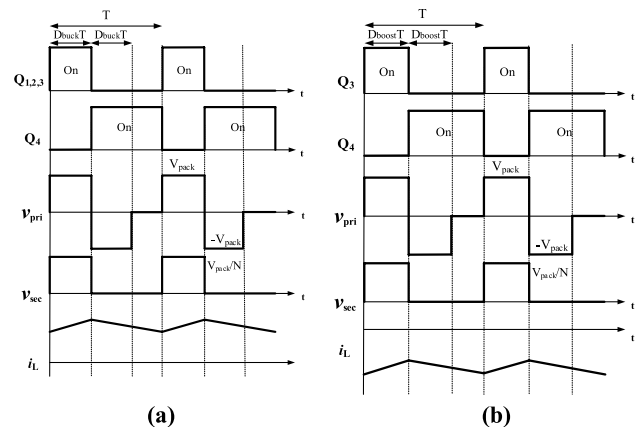 T
DbuckT DbuckT
Q1,2,3
On
On
t
Q4
On
On
t
Vpack
vpri
t
-Vpack
Vpack/N
vsec
t
iL
(a)
T
DboostT DboostT
Q3
On
On
t
Q4
On
On
t
Vpack
vpri
t
-Vpack
Vpack/N
vsec
t
t
iL
(b)